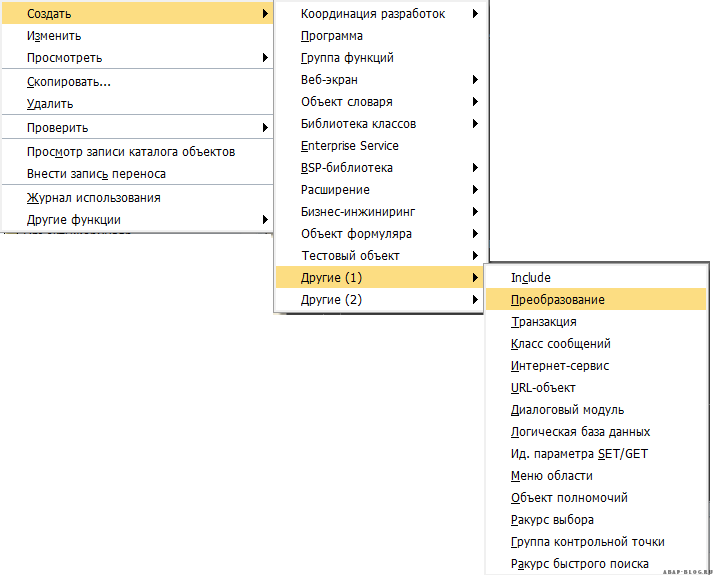 Создать
Изменить
Просмотреть
Скопировать...
Удалить
Проверить
Просмотр записи каталога объектов
Внести запись переноса
Журнал использования
Другие функции
Координация разработок
Программа
Группа функций
Веб-экран
Объект словаря
Библиотека классов
Enterprise Service
BSP-библиотека
Расширение
Бизнес-инжиниринг
Объект формуляра
Тестовый объект
Другие (1)
Другие (2)
Include
Преобразование
Транзакция
Класс сообщений
Интернет-сервис
URL-объект
Диалоговый модуль
Логическая база данных
Ид. параметра SET/GET
Меню области
Объект полномочий
Ракурс выбора
Группа контрольной точки
Ракурс быстрого поиска
ABAP-BLOG.RU